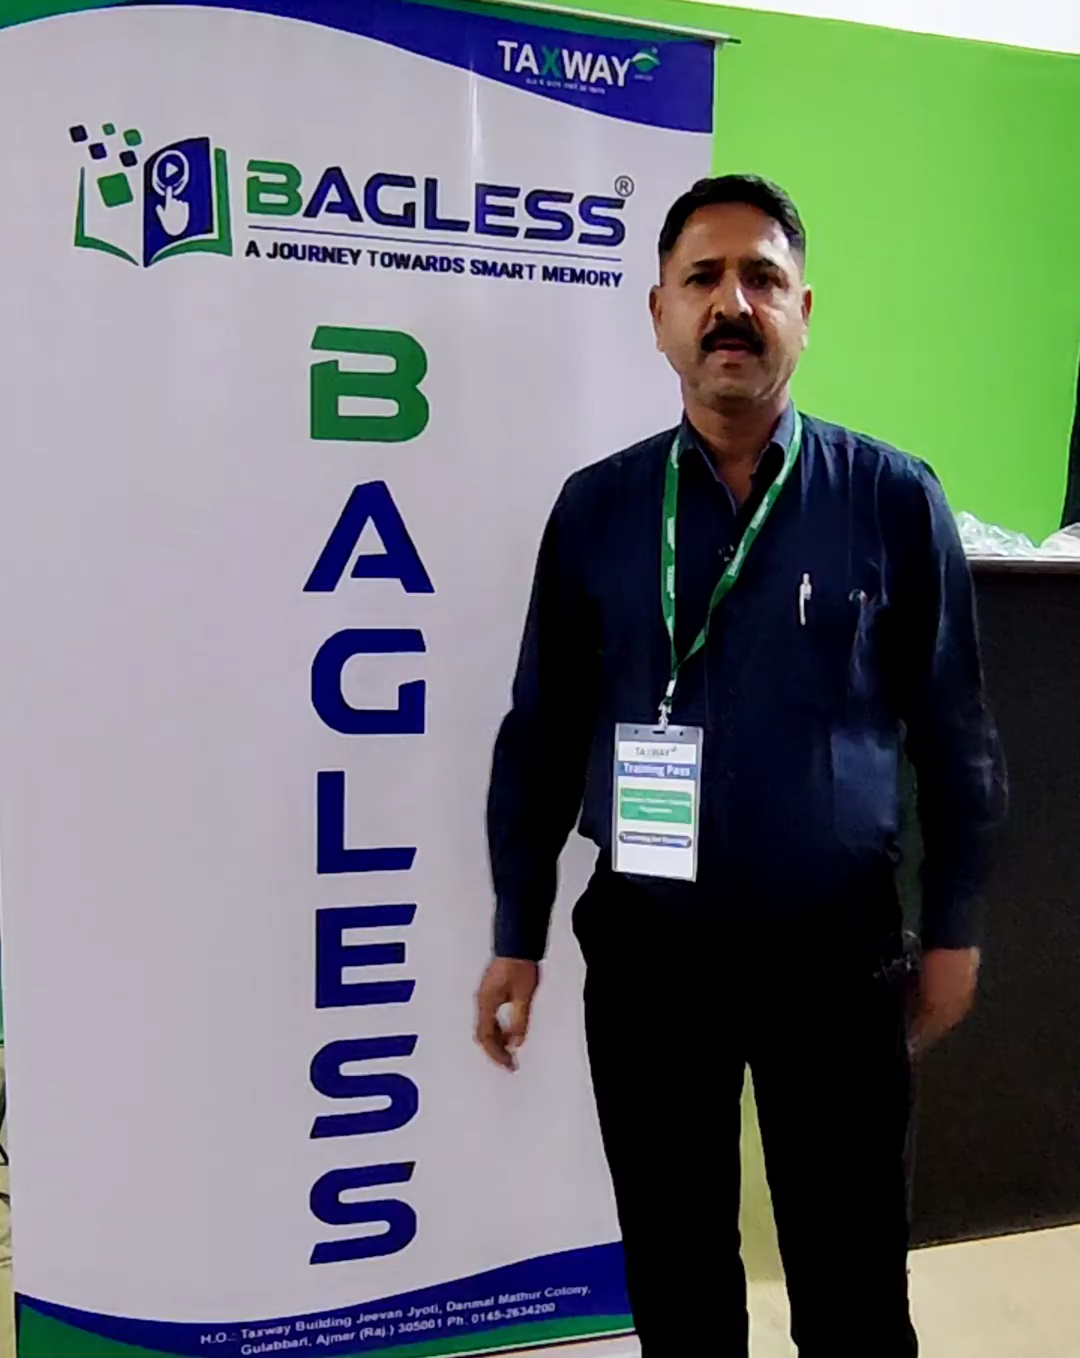 TAXWAY
BAGLESS®
A JOURNEY TOWARDS SMART MEMORY
B
A
G
L
E
S
S
H.O.: Taxway Building Jeevan Jyoti, Danmal Mathur Colony,
Gulabbari, Ajmer (Raj.) 305001 Ph. 0145-2634200
TAXWAY
Training Pass